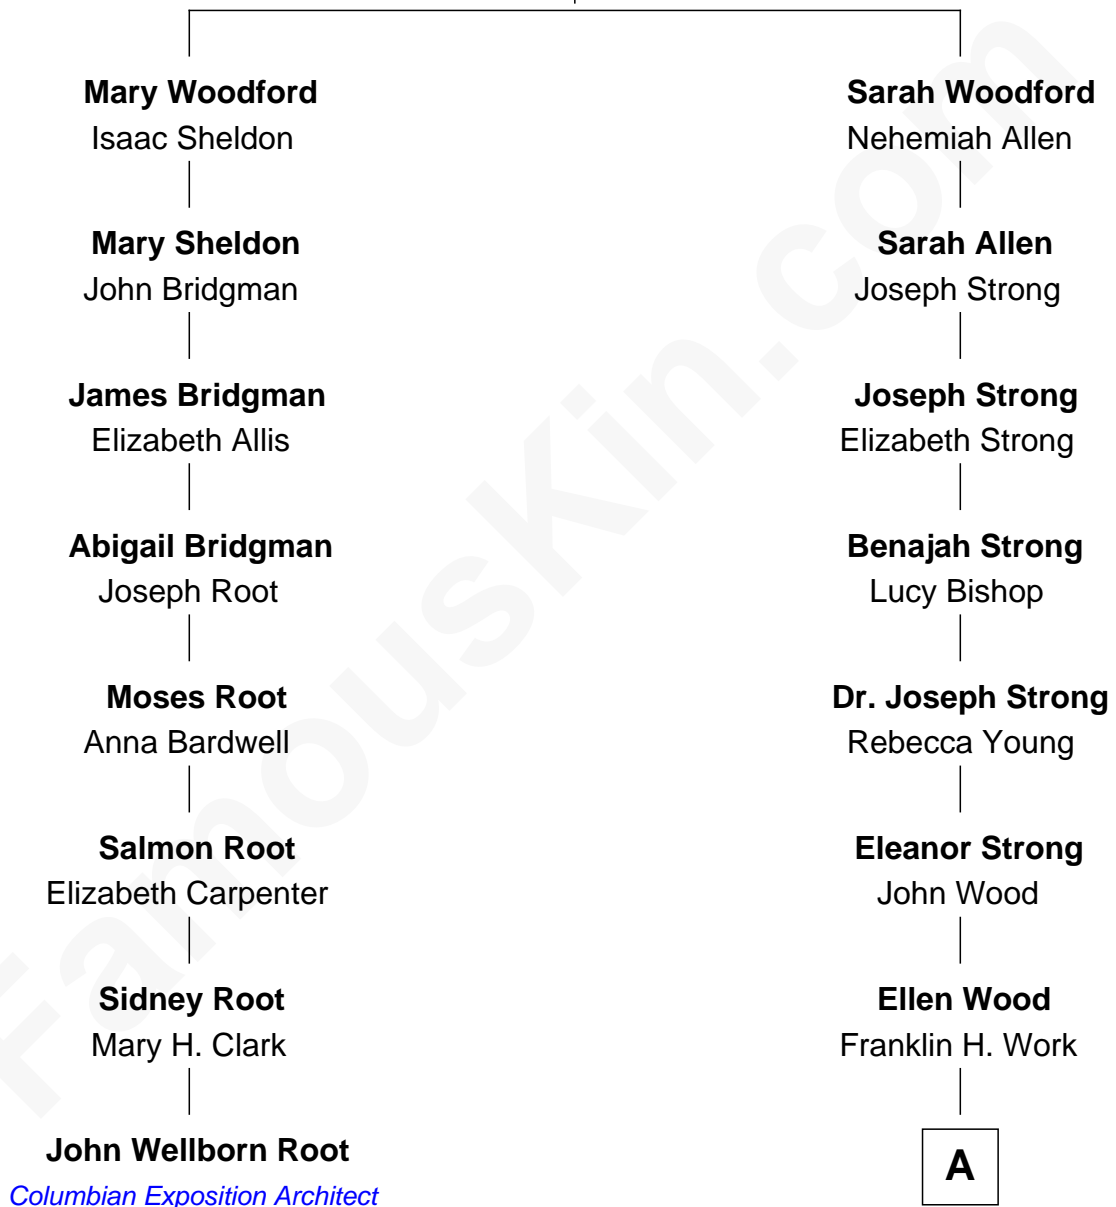 Mary Woodford
Isaac Sheldon
Mary Sheldon
John Bridgman
James Bridgman
Elizabeth Allis
Abigail Bridgman
Joseph Root
Moses Root
Anna Bardwell
Salmon Root
Elizabeth Carpenter
Sidney Root
Mary H. Clark
John Wellborn Root
Columbian Exposition Architect
Sarah Woodford
Nehemiah Allen
Sarah Allen
Joseph Strong
Joseph Strong
Elizabeth Strong
Benajah Strong
Lucy Bishop
Dr. Joseph Strong
Rebecca Young
Eleanor Strong
John Wood
Ellen Wood
Franklin H. Work
A
FamousKin.com